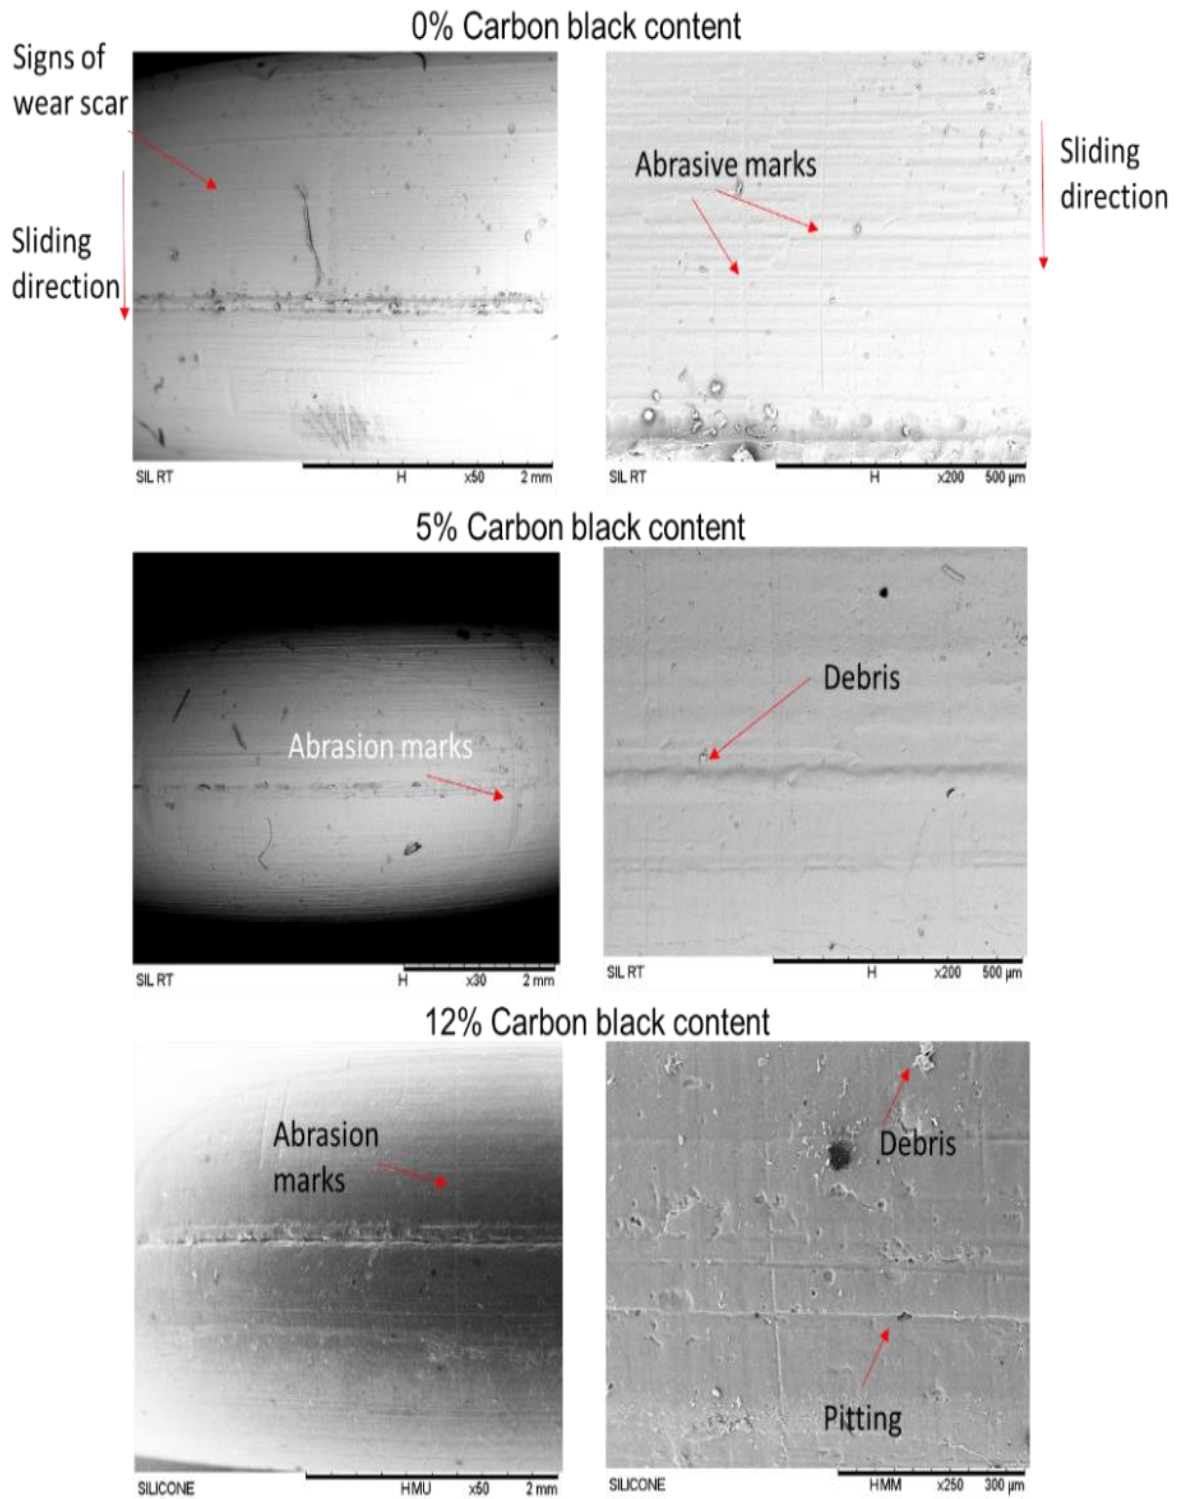 0% Carbon black content
Signs of
wear scar
Sliding
direction
Abrasive marks
Sliding
direction
SIL RT H x50 2 mm
SIL RT H x200 500 µm
5% Carbon black content
Abrasion marks
Debris
SIL RT H x30 2 mm
SIL RT H x200 500 µm
12% Carbon black content
Abrasion
marks
Debris
Pitting
SILICONE HMU x50 2 mm
SILICONE HMM x250 300 µm